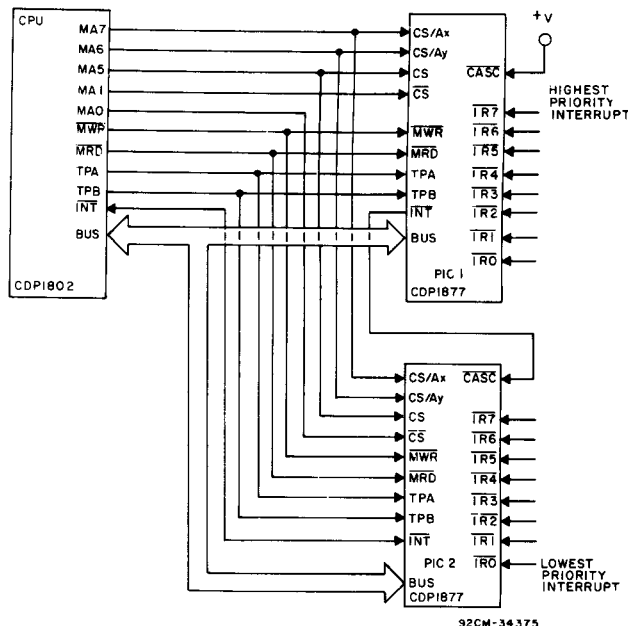 CPU
MA7
MA6
MA5
MA1
MA0
MWP
MRD
TPA
TPB
INT
BUS
CDP1802
CS/Ax
CS/Ay
CS
CS
MWR
MRD
TPA
TPB
INT
BUS
PIC 1
CDP1877
CASC
IR7
IR6
IR5
IR4
IR3
IR2
IR1
IR0
+V
HIGHEST
PRIORITY
INTERRUPT
CS/Ax
CS/Ay
CS
CS
MWR
MRD
TPA
TPB
INT
PIC 2
BUS
CDP1877
CASC
IR7
IR6
IR5
IR4
IR3
IR2
IR1
IR0
LOWEST
PRIORITY
INTERRUPT
92CM-34375